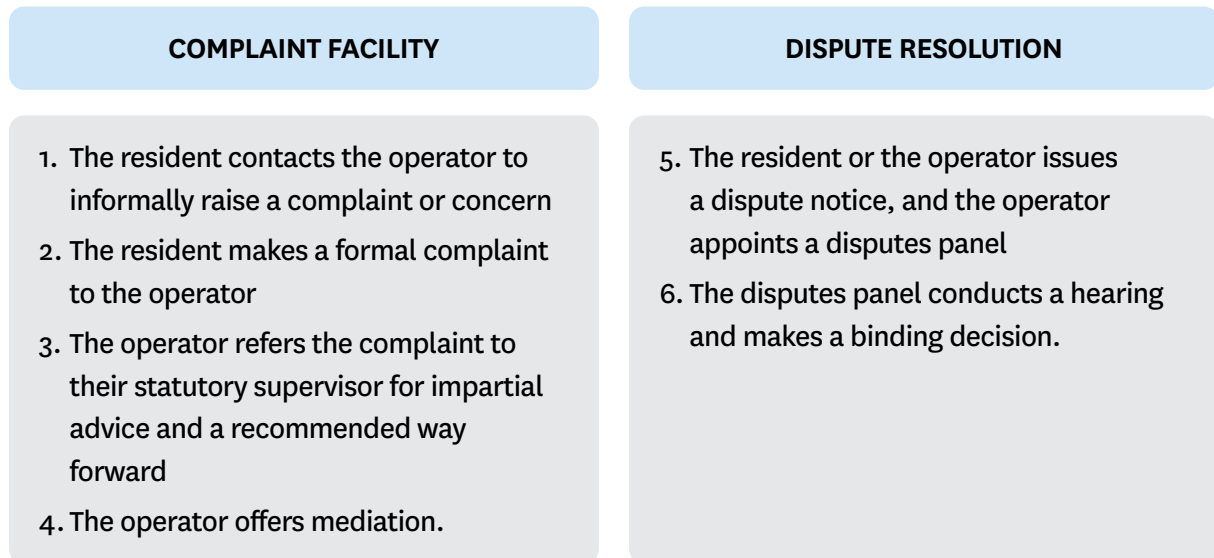 COMPLAINT FACILITY
1. The resident contacts the operator to
informally raise a complaint or concern
2. The resident makes a formal complaint
to the operator
3. The operator refers the complaint to
their statutory supervisor for impartial
advice and a recommended way
forward
4. The operator offers mediation.
DISPUTE RESOLUTION
5. The resident or the operator issues
a dispute notice, and the operator
appoints a disputes panel
6. The disputes panel conducts a hearing
and makes a binding decision.